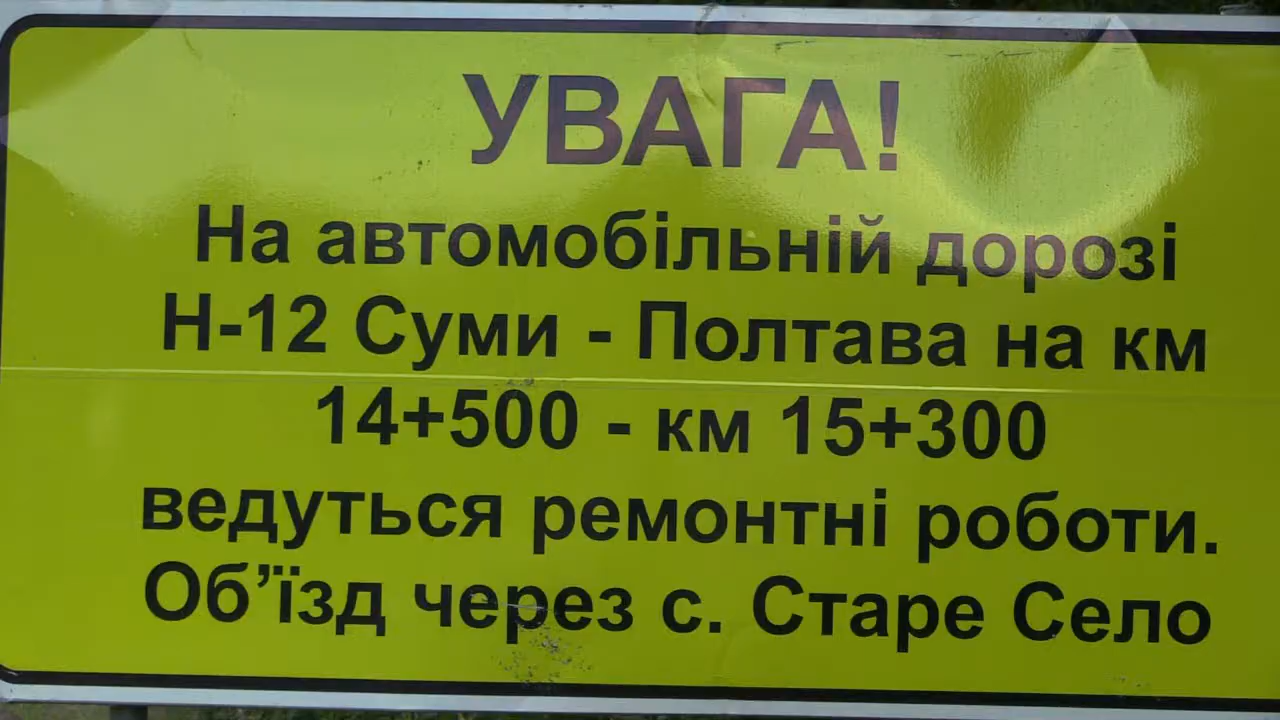 УВАГА!
На автомобільній дорозі
Н-12 Суми - Полтава на км
14+500 - км 15+300
ведуться ремонтні роботи.
Об’їзд через с. Старе Село